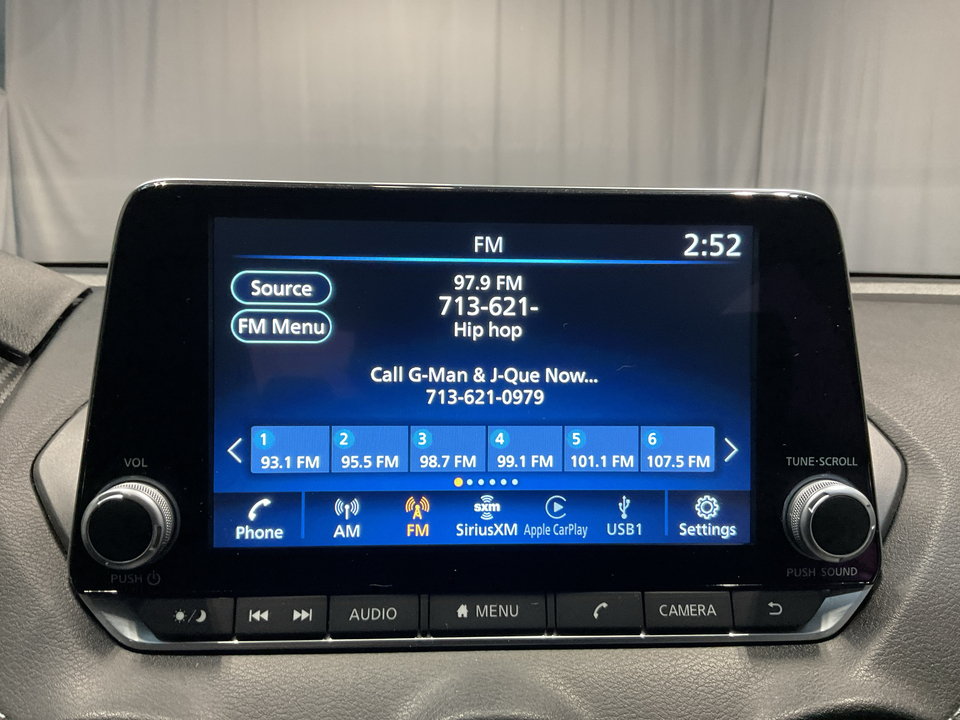 FM 2:52
Source
97.9 FM
713-621-
FM Menu
Hip hop
Call G-Man & J-Que Now...
713-621-0979
1 2 3 4 5 6
93.1 FM 95.5 FM 98.7 FM 99.1 FM 101.1 FM 107.5 FM
VOL
TUNE·SCROLL
sxm
Phone AM FM SiriusXM Apple CarPlay USB1 Settings
PUSH
PUSH SOUND
AUDIO MENU CAMERA